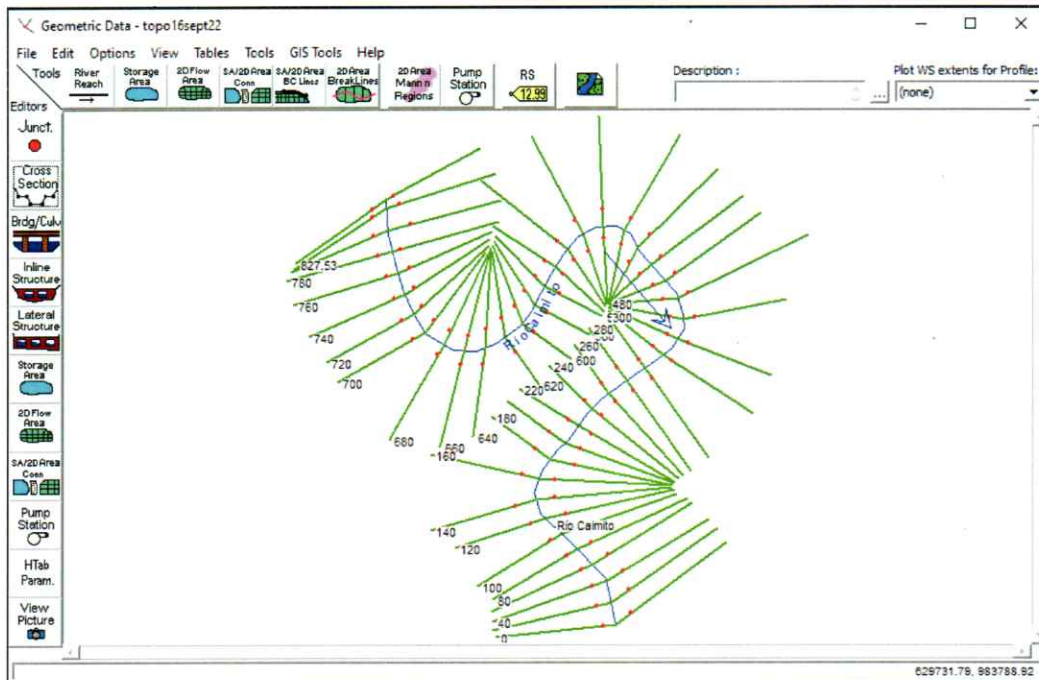 Geometric Data - topo16sept22
File Edit Options View Tables Tools GIS Tools Help
Tools
River Reach
Storage Area
2D Flow Area
SA/2D Area Conn
SA/2D Area BC Lines
2D Area BreakLines
2D Area Mann n Regions
Pump Station
RS
12.99
Description :
...
Plot WS extents for Profile:
(none)
Editors
Junct.
Cross Section
Brdg/Culv
Inline Structure
Lateral Structure
Storage Area
2D Flow Area
SA/2D Area Conn
Pump Station
HTab Param.
View Picture
827.53
780
760
740
720
700
680
660
640
160
180
220
620
240
600
260
280
480
Rio Caimito
140
120
Rio Caimito
100
80
40
0
629731.79, 983788.92